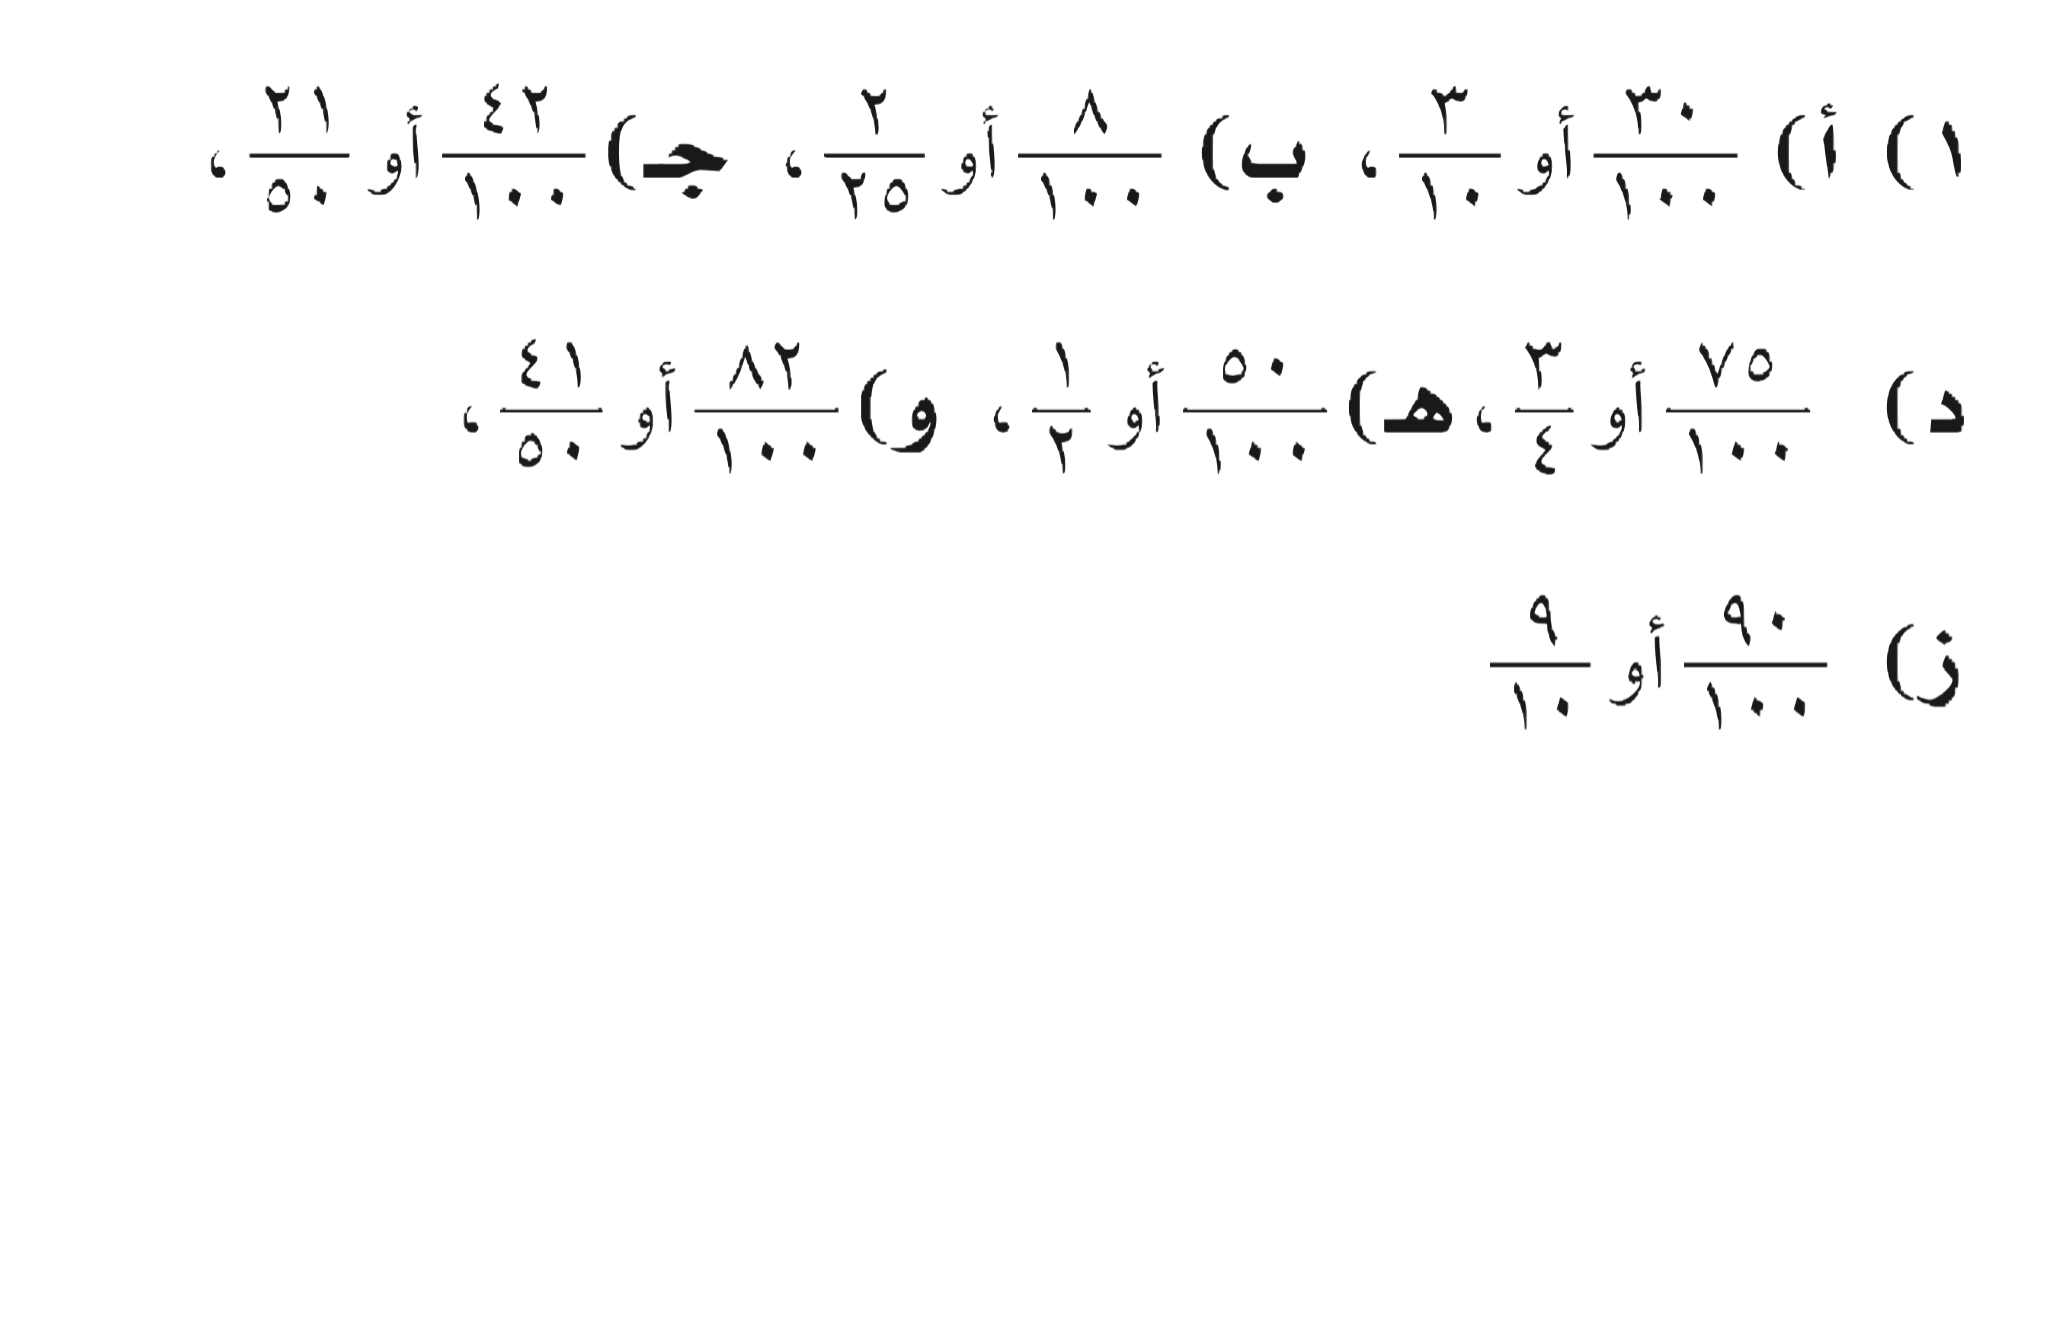 ١) أ) ٣٠/١٠٠ أو ٣/١٠ ، ب) ٨/١٠٠ أو ٢/٢٥ ، جـ) ٤٢/١٠٠ أو ٢١/٥٠ ،
د) ٧٥/١٠٠ أو ٣/٤ ، هـ) ٥٠/١٠٠ أو ١/٢ ، و) ٨٢/١٠٠ أو ٤١/٥٠ ،
ز) ٩٠/١٠٠ أو ٩/١٠